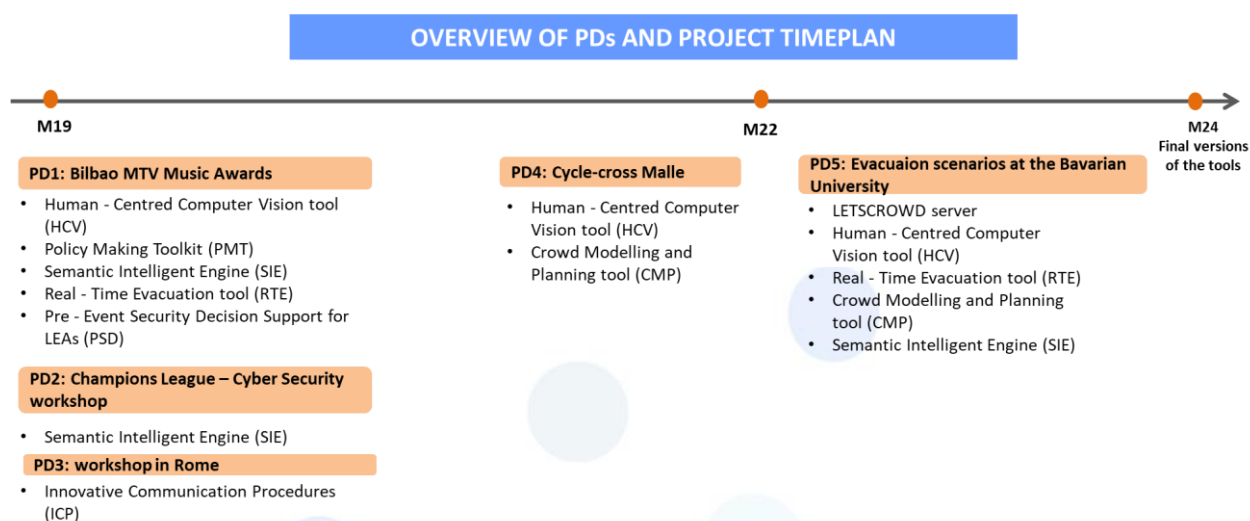 OVERVIEW OF PDs AND PROJECT TIMEPLAN
M19
M22
M24
Final versions
of the tools
PD1: Bilbao MTV Music Awards
• Human - Centred Computer Vision tool
(HCV)
• Policy Making Toolkit (PMT)
• Semantic Intelligent Engine (SIE)
• Real - Time Evacuation tool (RTE)
• Pre - Event Security Decision Support for
LEAs (PSD)
PD2: Champions League – Cyber Security
workshop
• Semantic Intelligent Engine (SIE)
PD3: workshop in Rome
• Innovative Communication Procedures
(ICP)
PD4: Cycle-cross Malle
• Human - Centred Computer
Vision tool (HCV)
• Crowd Modelling and
Planning tool (CMP)
PD5: Evacuaion scenarios at the Bavarian
University
• LETSCROWD server
• Human - Centred Computer
Vision tool (HCV)
• Real - Time Evacuation tool (RTE)
• Crowd Modelling and Planning
tool (CMP)
• Semantic Intelligent Engine (SIE)